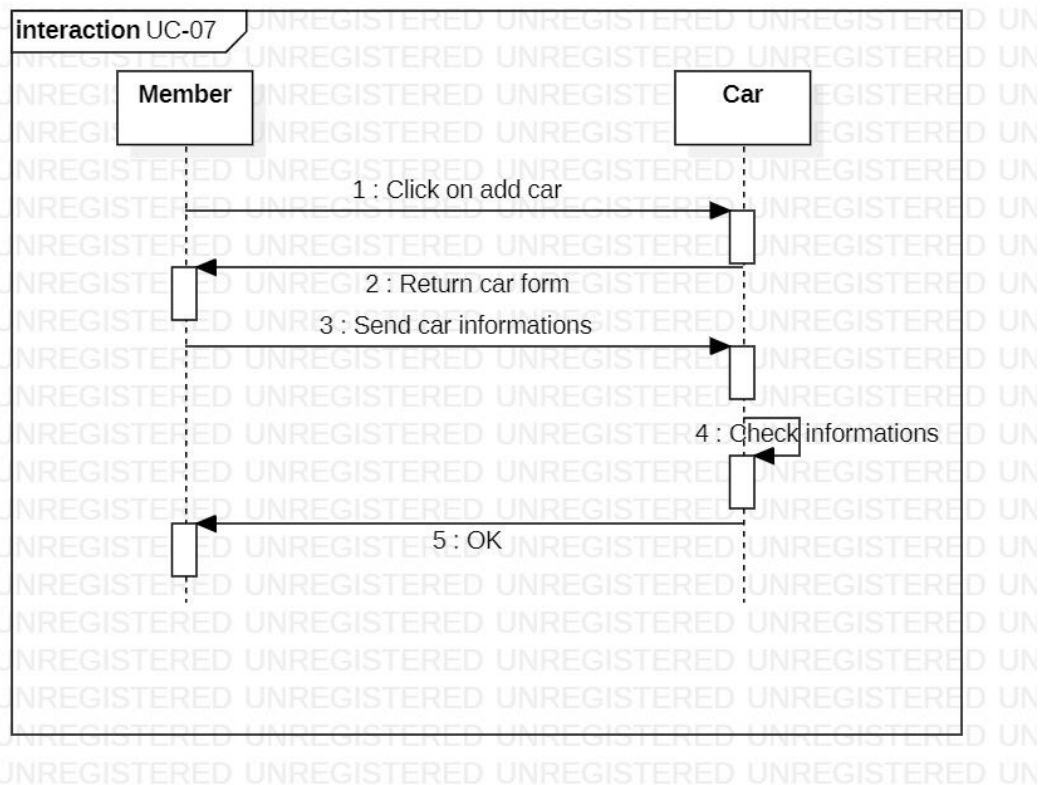 interaction UC-07
Member
Car
1 : Click on add car
2 : Return car form
3 : Send car informations
4 : Check informations
5 : OK
UNREGISTERED